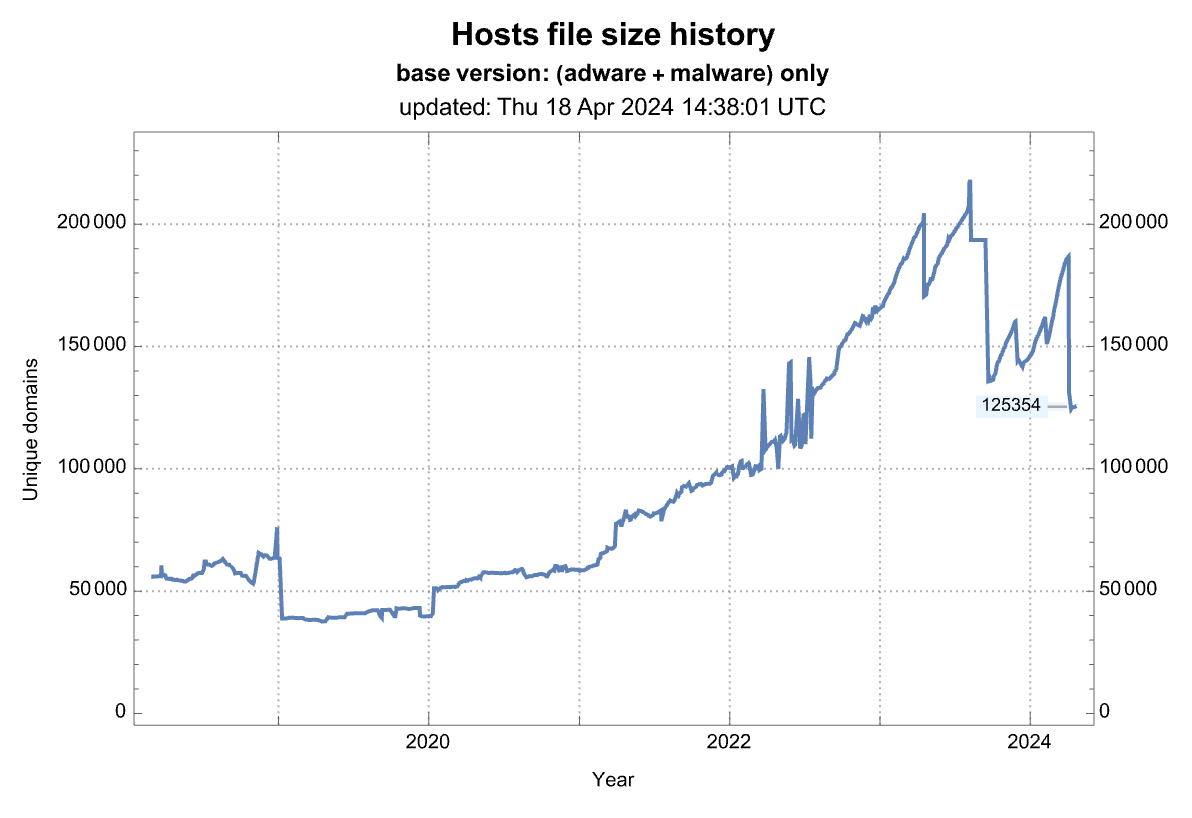 Hosts file size history
base version: (adware + malware) only
updated: Thu 18 Apr 2024 14:38:01 UTC
200 000
200 000
150 000
150 000
125354
100 000
100 000
50 000
50 000
0
0
Unique domains
2020
2022
2024
Year